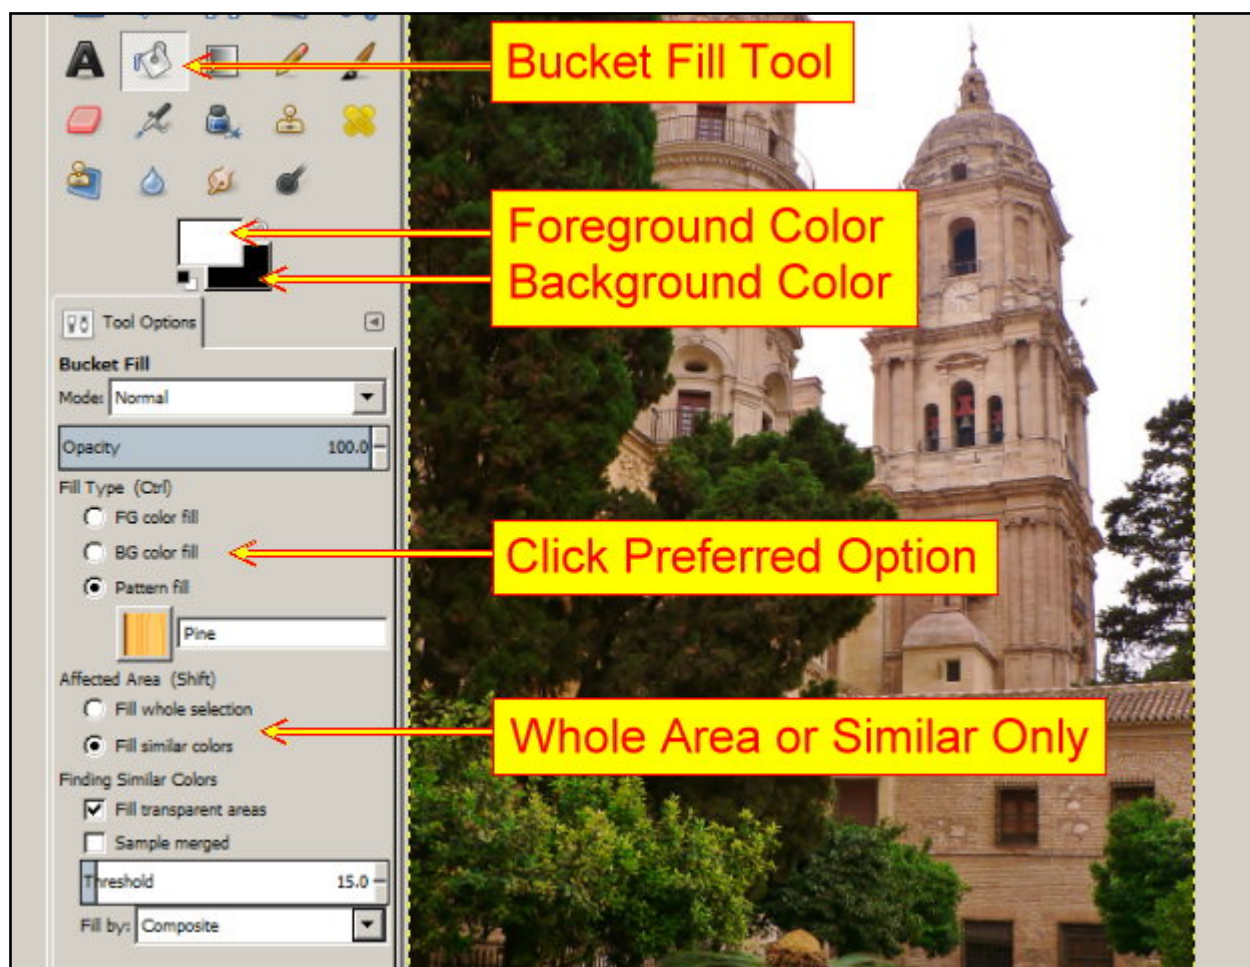 Bucket Fill Tool
Foreground Color
Background Color
Tool Options
Bucket Fill
Mode: Normal
Opacity 100.0
Fill Type (Ctrl)
FG color fill
BG color fill
Click Preferred Option
Pattern fill
Pine
Affected Area (Shift)
Fill whole selection
Whole Area or Similar Only
Fill similar colors
Finding Similar Colors
Fill transparent areas
Sample merged
Threshold 15.0
Fill by: Composite